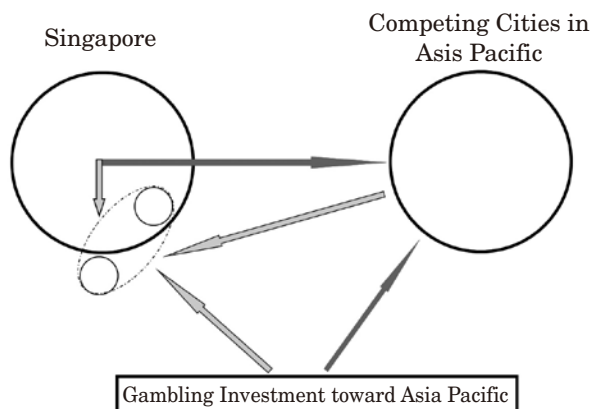 Singapore
Competing Cities in
Asis Pacific
Gambling Investment toward Asia Pacific